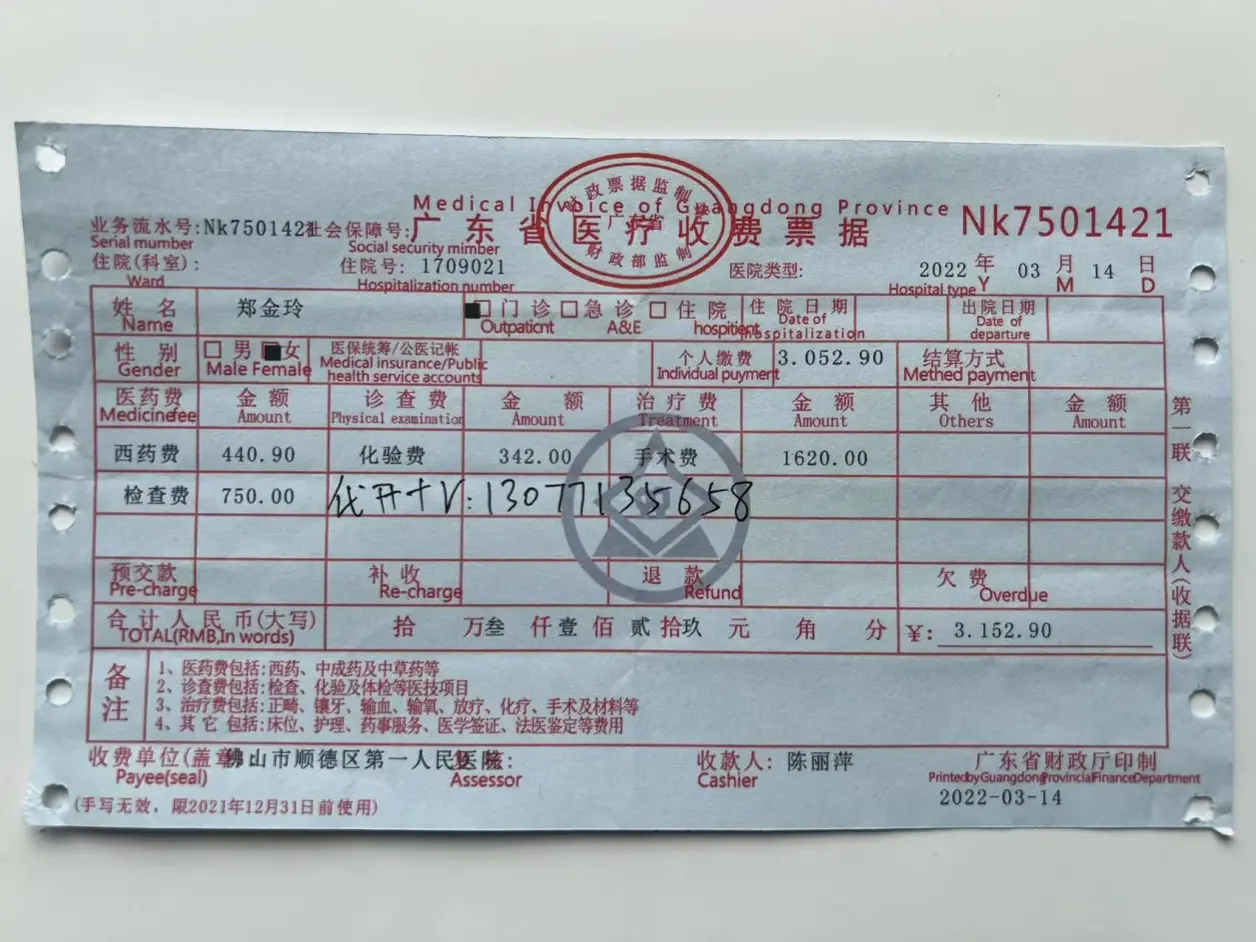 Medical Invoice of Guangdong Province
广东省医疗收费票据
Nk7501421
财政票据监制
广东省
财政部监制
业务流水号:Nk7501421
Serial mumber
社会保障号:
Social security mimber
住院(科室):
Ward
住院号: 1709021
Hospitalization number
医院类型:
Hospital type
2022 年 03 月 14 日
Y M D
姓名 郑金玲 ■□门诊□急诊□住院 住院日期 出院日期
Name Outpaticnt A&E hospitient Date of hospitalization Date of departure
性别 □男■女 医保统筹/公医记帐 个人缴费 3.052.90 结算方式
Gender Male Female Medical insurance/Public health service accounts Individual puyment Methed payment
医药费 金额 诊查费 金额 治疗费 金额 其他 金额
Medicinefee Amount Physical examination Amount Treatment Amount Others Amount
西药费 440.90 化验费 342.00 手术费 1620.00
检查费 750.00 代开十V:13077135658
预交款 补收 退款 欠费
Pre-charge Re-charge Refund Overdue
合计人民币(大写) 拾 万叁 仟壹 佰 贰 拾玖 元 角 分 ¥: 3.152.90
TOTAL(RMB,In words)
备注
1、医药费包括:西药、中成药及中草药等
2、诊查费包括:检查、化验及体检等医技项目
3、治疗费包括:正畸、镶牙、输血、输氧、放疗、化疗、手术及材料等
4、其它 包括:床位、护理、药事服务、医学签证、法医鉴定等费用
第一联 交缴款人(收据联)
收费单位(盖章):佛山市顺德区第一人民医院
Payee(seal)
复核:
Assessor
收款人: 陈丽萍
Cashier
广东省财政厅印制
PrintedbyGuangdongProvincialFinanceDepartment
2022-03-14
(手写无效，限2021年12月31日前使用)